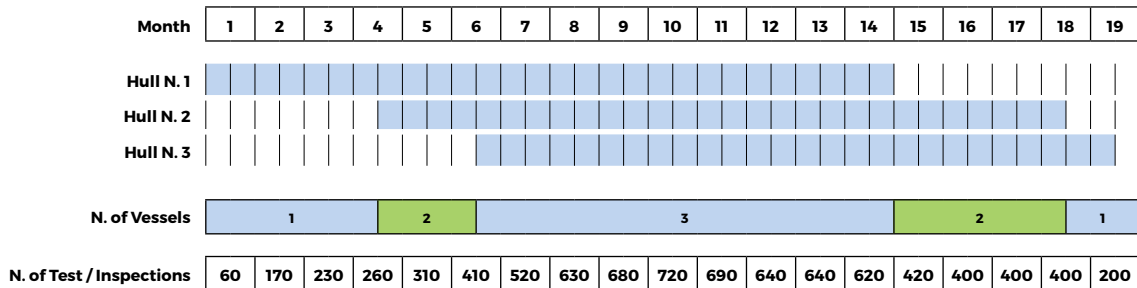 Month 1 2 3 4 5 6 7 8 9 10 11 12 13 14 15 16 17 18 19
Hull N. 1
Hull N. 2
Hull N. 3
N. of Vessels 1 2 3 2 1
N. of Test / Inspections 60 170 230 260 310 410 520 630 680 720 690 640 640 620 420 400 400 400 200